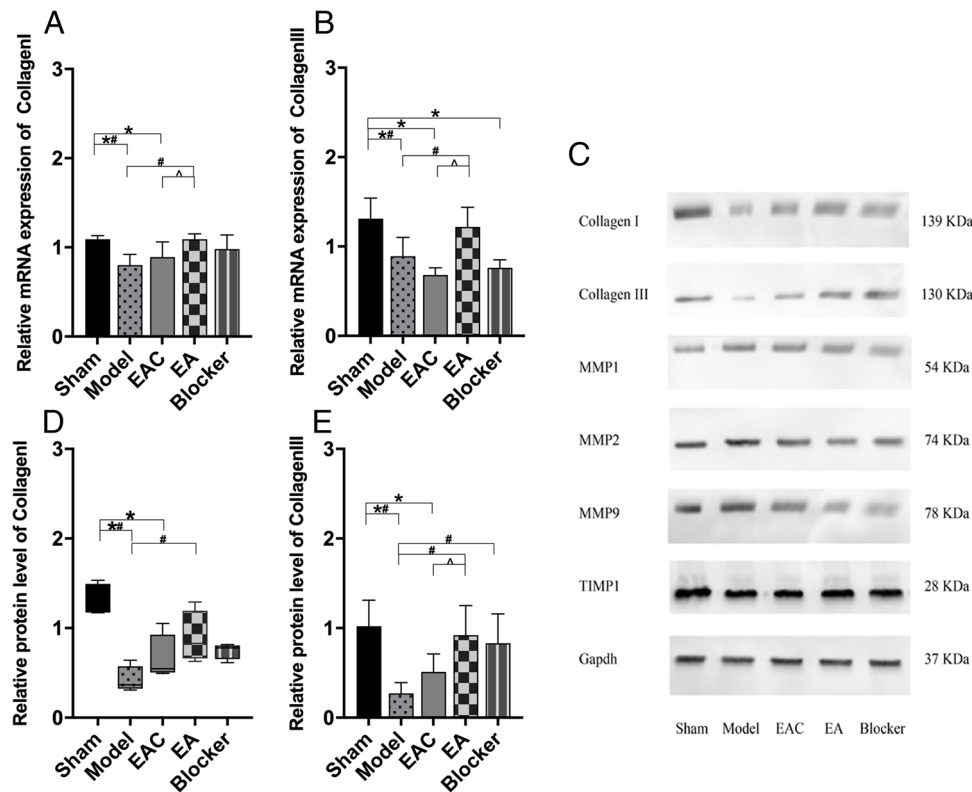 A
Relative mRNA expression of CollagenI
3
2
1
0
*
*#
#
^
Sham
Model
EAC
EA
Blocker
B
Relative mRNA expression of CollagenIII
3
2
1
0
*
*
*#
#
^
Sham
Model
EAC
EA
Blocker
C
Collagen I 139 KDa
Collagen III 130 KDa
MMP1 54 KDa
MMP2 74 KDa
MMP9 78 KDa
TIMP1 28 KDa
Gapdh 37 KDa
Sham Model EAC EA Blocker
D
Relative protein level of CollagenI
3
2
1
0
*
*#
#
Sham
Model
EAC
EA
Blocker
E
Relative protein level of CollagenIII
3
2
1
0
*
*#
#
#
^
Sham
Model
EAC
EA
Blocker